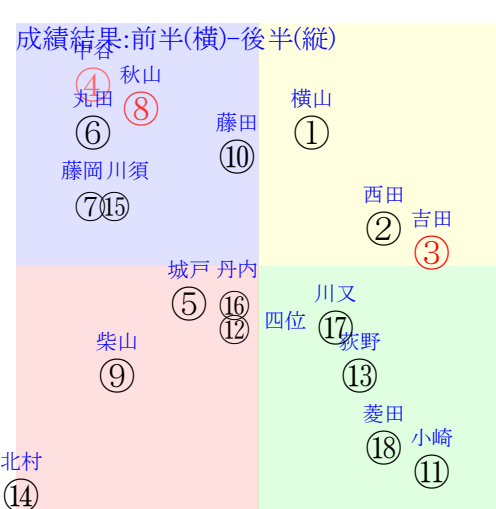 成績結果:前半(横)-後半(縦)
中谷
④
秋山
⑧
丸田
⑥
横山
①
藤田
⑩
藤岡 川須
⑦ ⑮
西田
②
吉田
③
城戸 丹内
⑤ ⑯
⑫ 四位
川又
⑰
柴山
⑨
荻野
⑬
菱田
⑱
小崎
⑪
北村
⑭